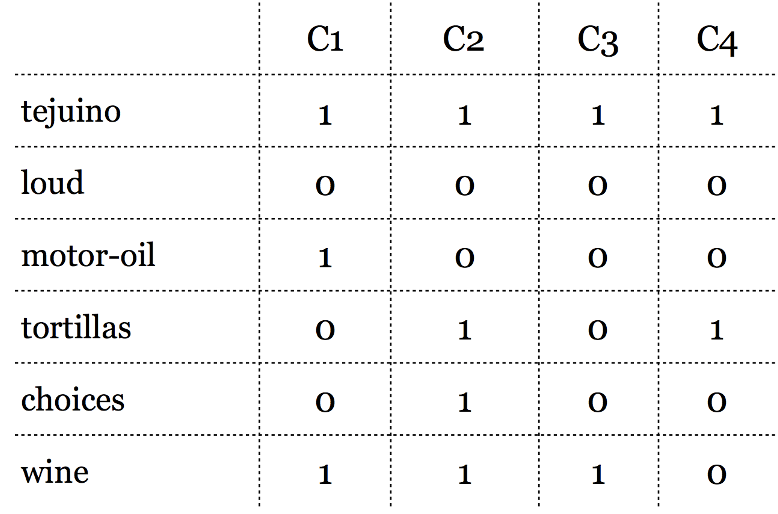 C1 C2 C3 C4
tejuino 1 1 1 1
loud 0 0 0 0
motor-oil 1 0 0 0
tortillas 0 1 0 1
choices 0 1 0 0
wine 1 1 1 0